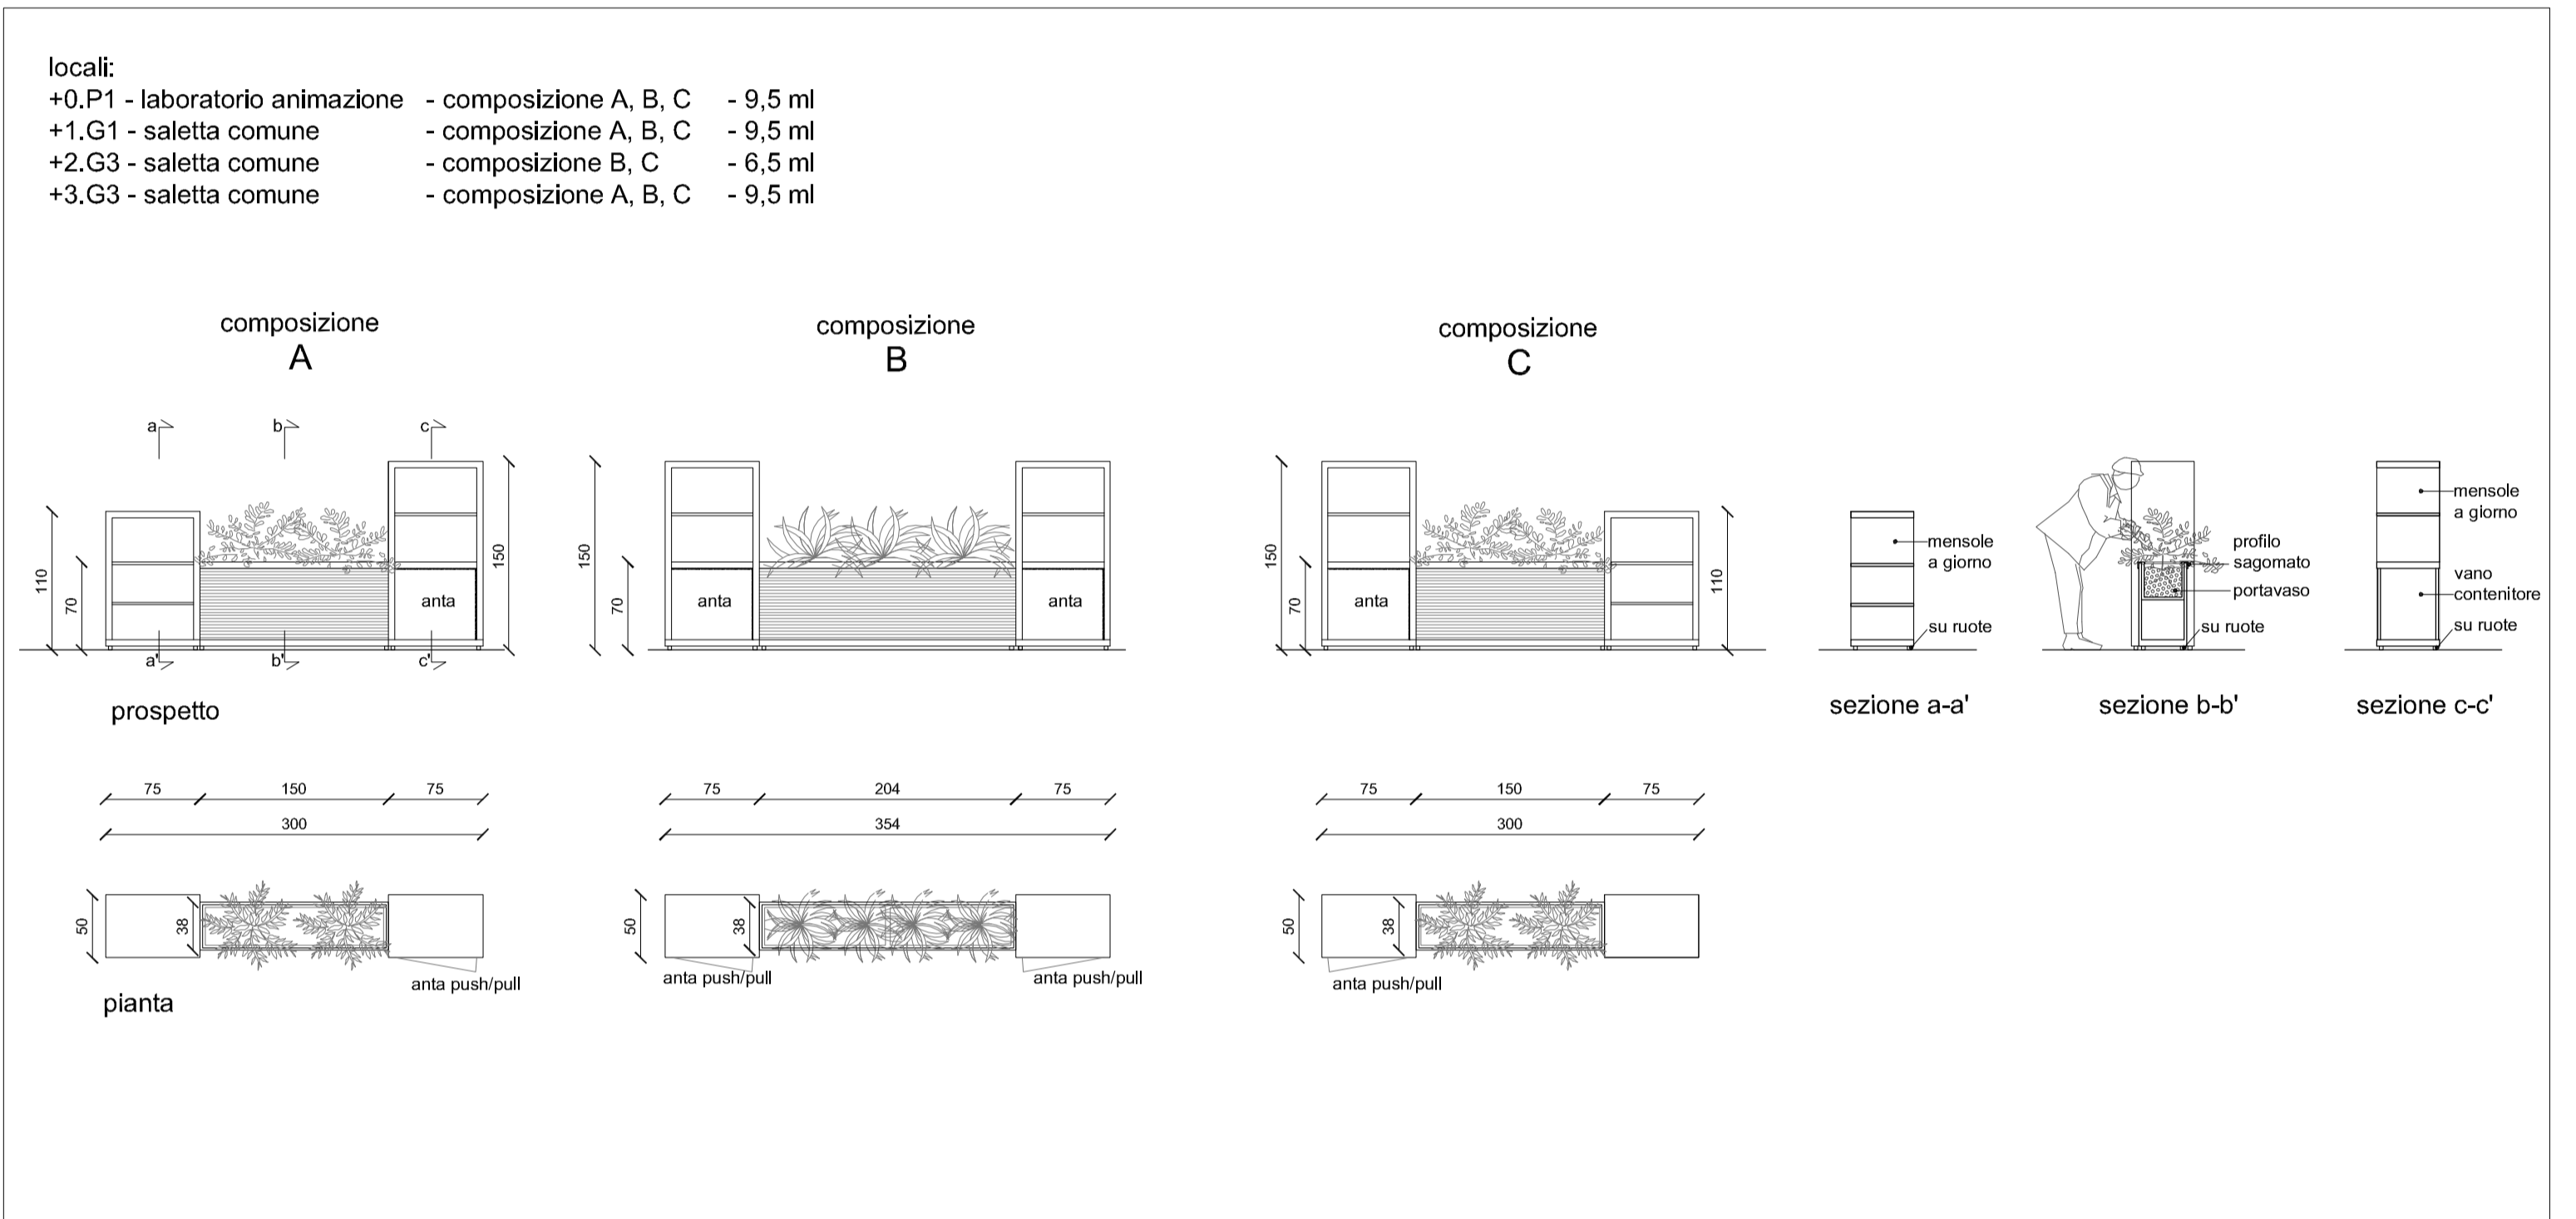 locali:
+0.P1 - laboratorio animazione - composizione A, B, C - 9,5 ml
+1.G1 - saletta comune - composizione A, B, C - 9,5 ml
+2.G3 - saletta comune - composizione B, C - 6,5 ml
+3.G3 - saletta comune - composizione A, B, C - 9,5 ml
composizione
A
a
b
c
110
70
150
anta
a'
b'
c'
prospetto
75 150 75
300
50
38
anta push/pull
pianta
composizione
B
150
70
anta
anta
75 204 75
354
50
38
anta push/pull
anta push/pull
composizione
C
150
70
110
anta
75 150 75
300
50
38
anta push/pull
mensole
a giorno
su ruote
sezione a-a'
profilo
sagomato
portavaso
su ruote
sezione b-b'
mensole
a giorno
vano
contenitore
su ruote
sezione c-c'